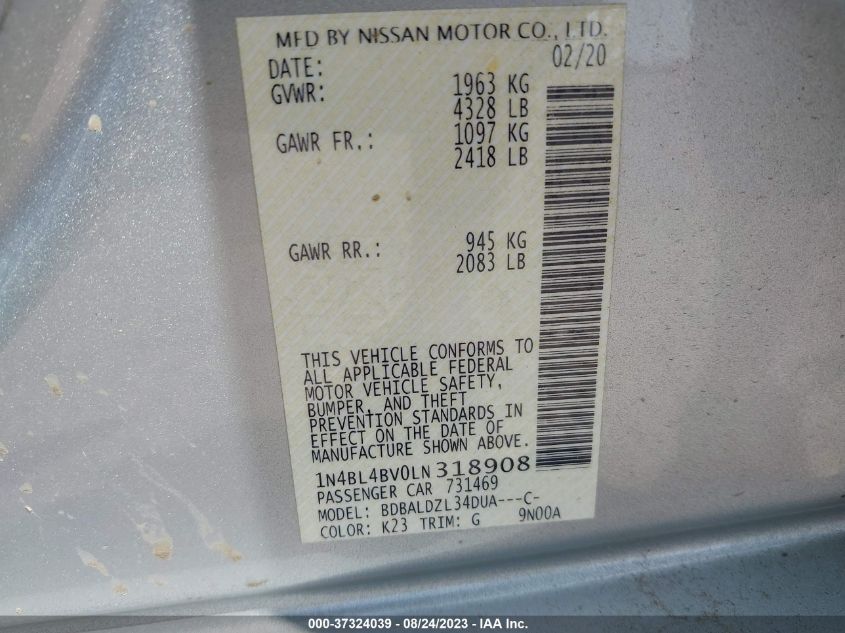 MFD BY NISSAN MOTOR CO., LTD.
DATE: 02/20
GVWR: 1963 KG
4328 LB
GAWR FR.: 1097 KG
2418 LB
GAWR RR.: 945 KG
2083 LB
THIS VEHICLE CONFORMS TO
ALL APPLICABLE FEDERAL
MOTOR VEHICLE SAFETY,
BUMPER, AND THEFT
PREVENTION STANDARDS IN
EFFECT ON THE DATE OF
MANUFACTURE SHOWN ABOVE.
1N4BL4BV0LN318908
PASSENGER CAR 731469
MODEL: BDBALDZL34DUA---C-
COLOR: K23 TRIM: G 9N00A
000-37324039 - 08/24/2023 - IAA Inc.